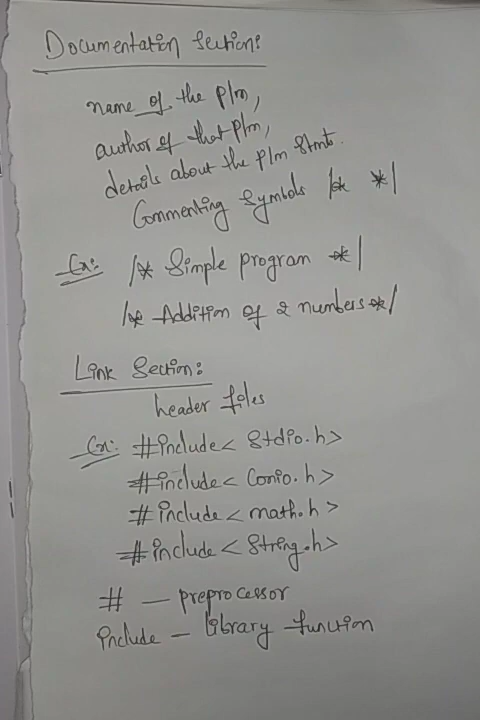 Documentation Section:
name of the p/m,
author of that p/m,
details about the p/m stmts.
Commenting Symbols /* */
Ex: /* Simple program */
/* Addition of 2 numbers */
Link Section:
header files
Ex: #include< Stdio.h>
#include< Conio.h>
#include <math.h>
#include <String.h>
# — preprocessor
include — library function